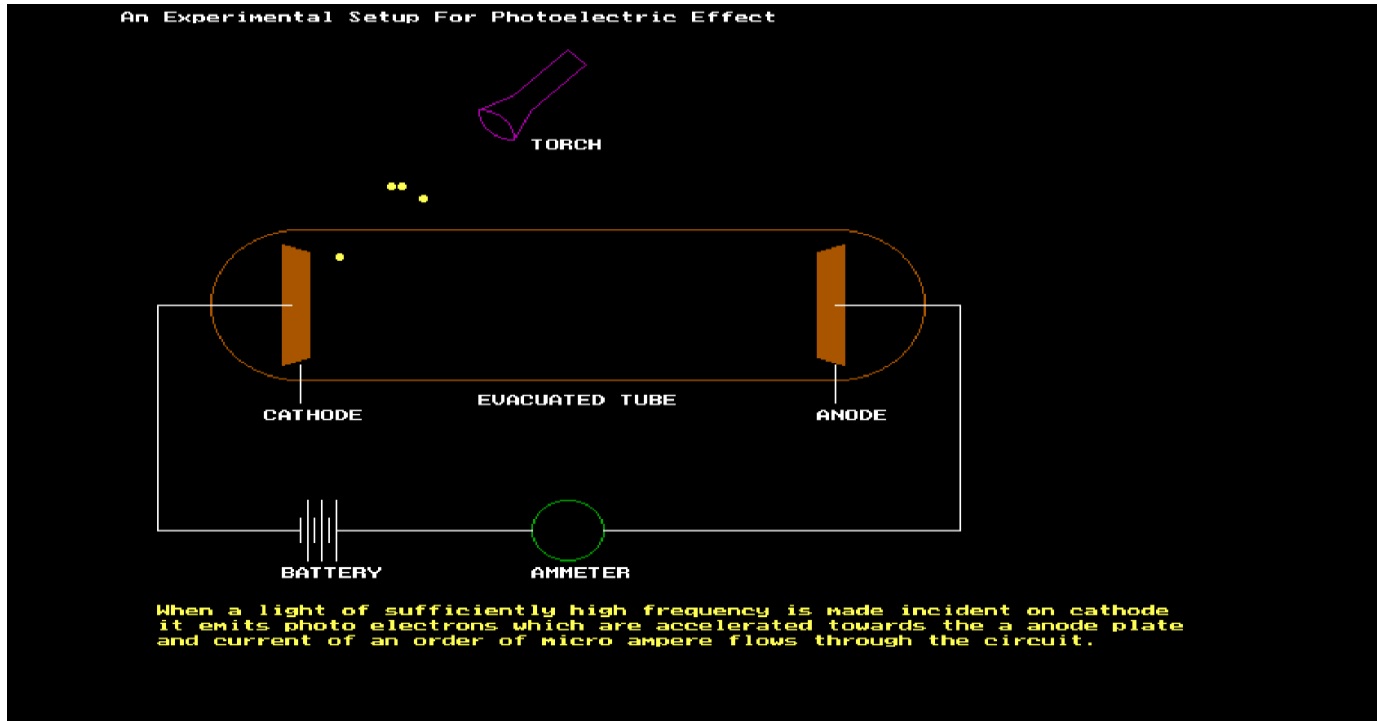 An Experimental Setup For Photoelectric Effect
TORCH
EVACUATED TUBE
CATHODE
ANODE
BATTERY
AMMETER
When a light of sufficiently high frequency is made incident on cathode
it emits photo electrons which are accelerated towards the a anode plate
and current of an order of micro ampere flows through the circuit.